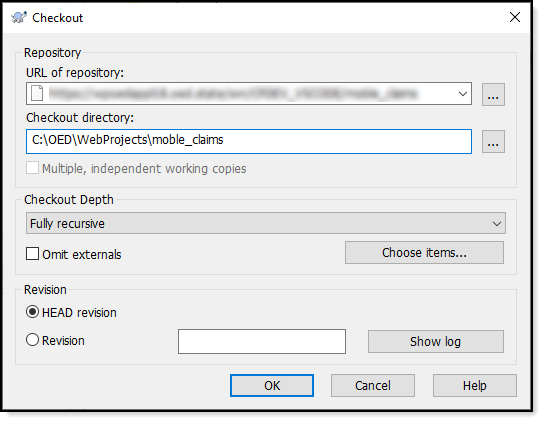 Checkout
Repository
URL of repository:
...
Checkout directory:
C:\OED\WebProjects\moble_claims
...
Multiple, independent working copies
Checkout Depth
Fully recursive
Omit externals
Choose items...
Revision
HEAD revision
Revision
Show log
OK
Cancel
Help